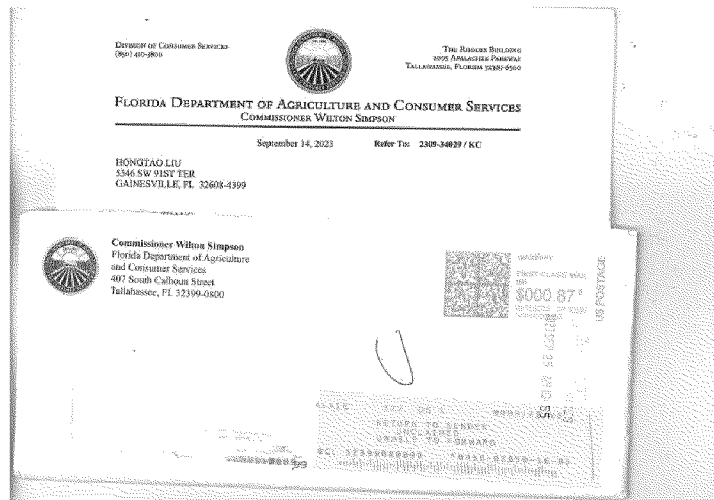 DIVISION OF CONSUMER SERVICES
(850) 410-3800
THE RHODES BUILDING
2005 APALACHEE PARKWAY
TALLAHASSEE, FLORIDA 32399-6500
FLORIDA DEPARTMENT OF AGRICULTURE AND CONSUMER SERVICES
COMMISSIONER WILTON SIMPSON
September 14, 2023 Refer To: 2309-34029 / KC
HONGTAO LIU
5346 SW 91ST TER
GAINESVILLE, FL 32608-4399
Commissioner Wilton Simpson
Florida Department of Agriculture
and Consumer Services
407 South Calhoun Street
Tallahassee, FL 32399-0800
FIRST-CLASS MAIL
$000.87
US POSTAGE
RETURN TO SENDER
UNCLAIMED
UNABLE TO FORWARD